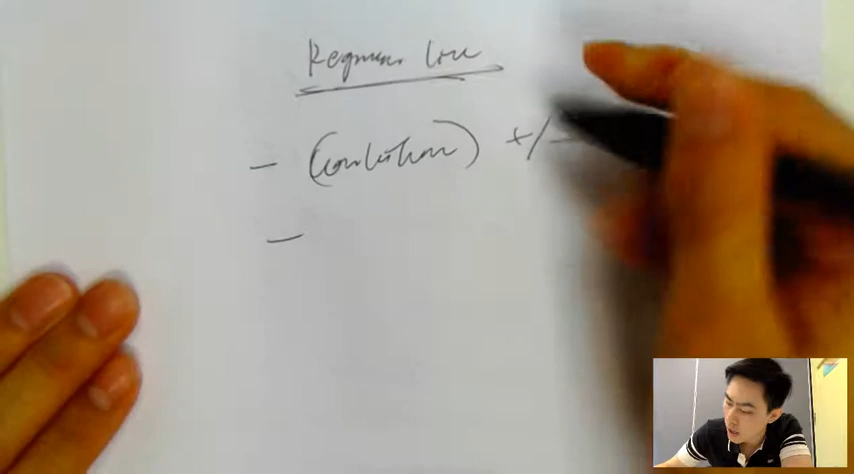 Regression line
- (correlation) +/-
-